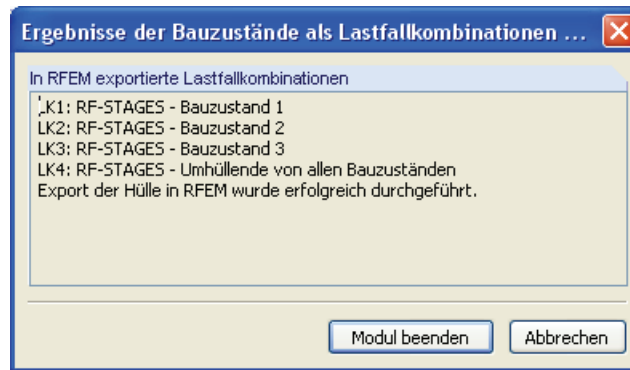 Ergebnisse der Bauzustände als Lastfallkombinationen ...
In RFEM exportierte Lastfallkombinationen
LK1: RF-STAGES - Bauzustand 1
LK2: RF-STAGES - Bauzustand 2
LK3: RF-STAGES - Bauzustand 3
LK4: RF-STAGES - Umhüllende von allen Bauzuständen
Export der Hülle in RFEM wurde erfolgreich durchgeführt.
Modul beenden
Abbrechen